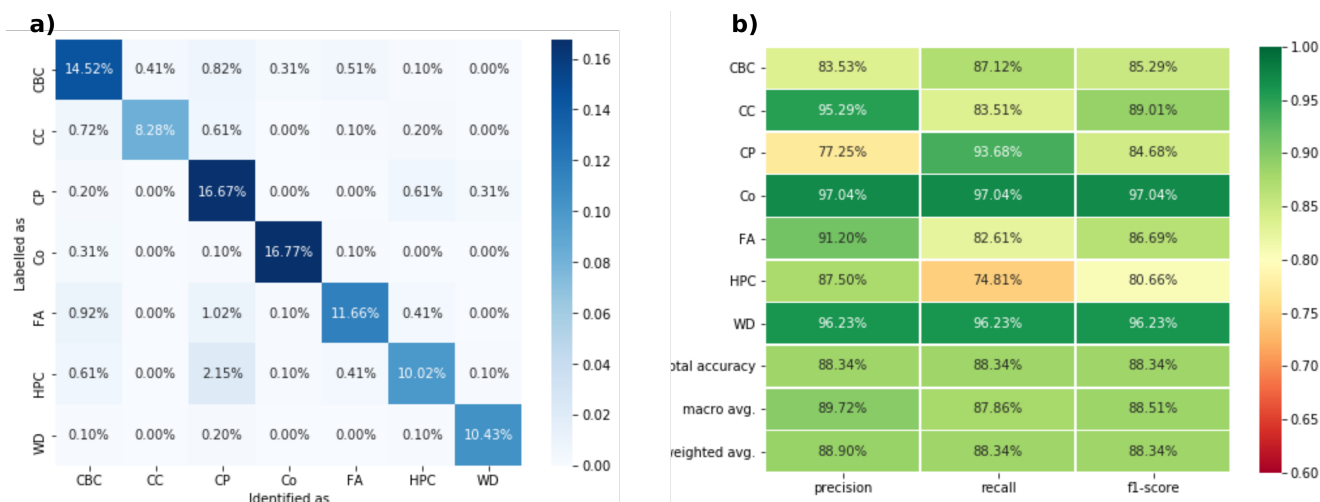 a)
CBC 14.52% 0.41% 0.82% 0.31% 0.51% 0.10% 0.00%
CC 0.72% 8.28% 0.61% 0.00% 0.10% 0.20% 0.00%
CP 0.20% 0.00% 16.67% 0.00% 0.00% 0.61% 0.31%
Co 0.31% 0.00% 0.10% 16.77% 0.10% 0.00% 0.00%
FA 0.92% 0.00% 1.02% 0.10% 11.66% 0.41% 0.00%
HPC 0.61% 0.00% 2.15% 0.10% 0.41% 10.02% 0.10%
WD 0.10% 0.00% 0.20% 0.00% 0.00% 0.10% 10.43%
CBC CC CP Co FA HPC WD
Identified as
Labelled as
0.16
0.14
0.12
0.10
0.08
0.06
0.04
0.02
0.00
b)
CBC 83.53% 87.12% 85.29%
CC 95.29% 83.51% 89.01%
CP 77.25% 93.68% 84.68%
Co 97.04% 97.04% 97.04%
FA 91.20% 82.61% 86.69%
HPC 87.50% 74.81% 80.66%
WD 96.23% 96.23% 96.23%
otal accuracy 88.34% 88.34% 88.34%
macro avg. 89.72% 87.86% 88.51%
eighted avg. 88.90% 88.34% 88.34%
precision recall f1-score
1.00
0.95
0.90
0.85
0.80
0.75
0.70
0.65
0.60